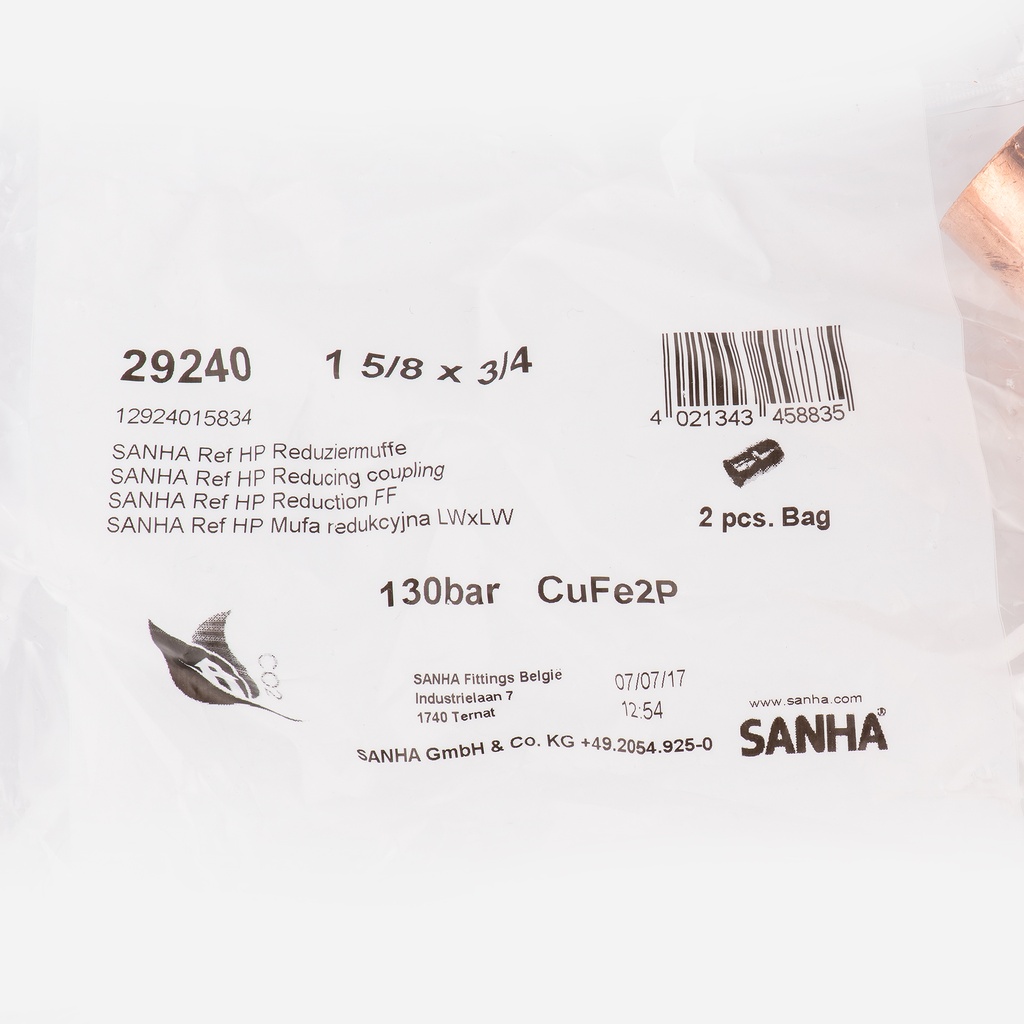 29240 1 5/8 x 3/4
12924015834
SANHA Ref HP Reduziermuffe
SANHA Ref HP Reducing coupling
SANHA Ref HP Reduction FF
SANHA Ref HP Mufa redukcyjna LWxLW
4 021343 458835
2 pcs. Bag
130bar CuFe2P
CO2
SANHA Fittings België
Industrielaan 7
1740 Ternat
07/07/17
12:54
SANHA GmbH & Co. KG +49.2054.925-0
www.sanha.com
SANHA®